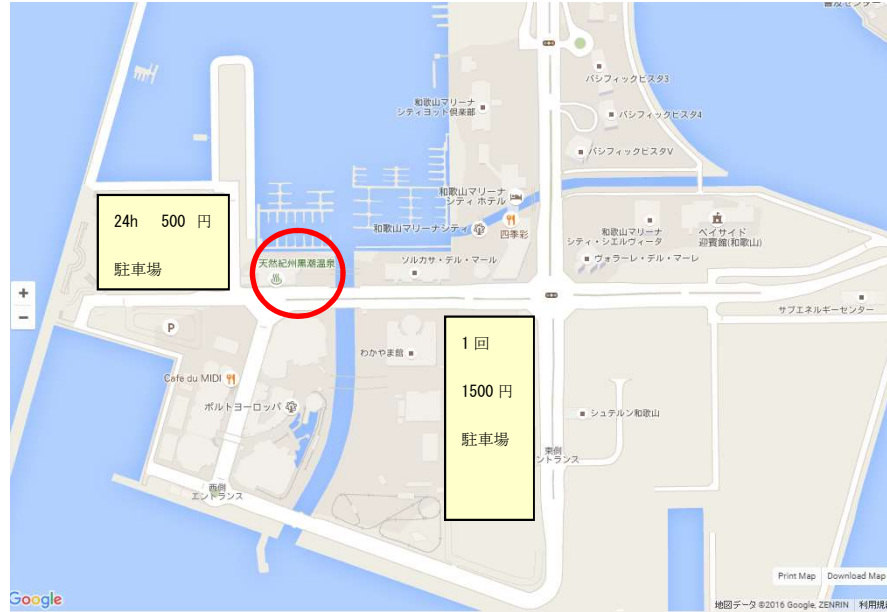 和歌山マリーナ
シティヨット倶楽部
パシフィックビスタ3
パシフィックビスタ4
パシフィックビスタV
24h 500 円
駐車場
和歌山マリーナ
シティ ホテル
和歌山マリーナシティ
四季彩
和歌山マリーナ
シティ・シエルヴィータ
ベイサイド
迎賓館(和歌山)
天然紀州黒潮温泉
ソルカサ・デル・マール
ヴォラーレ・デル・マーレ
+
−
サブエネルギーセンター
P
1回
1500 円
駐車場
わかやま館
Cafe du MIDI
ポルトヨーロッパ
シュテルン和歌山
東側
ントランス
西側
エントランス
Print Map
Download Map
Google
地図データ ©2016 Google, ZENRIN
利用規